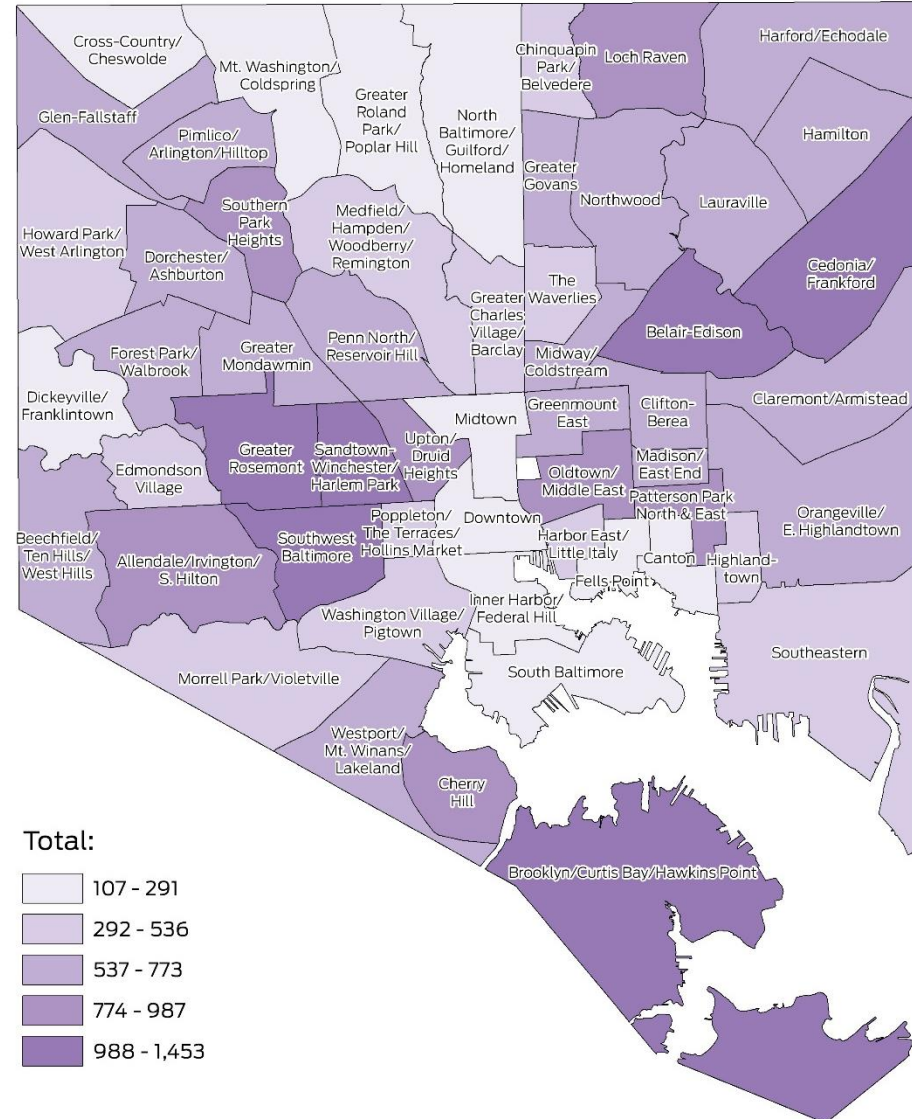 Cross-Country/
Cheswolde
Mt. Washington/
Coldspring
Greater
Roland
Park/
Poplar Hill
North
Baltimore/
Guilford/
Homeland
Chinquapin
Park/
Belvedere
Loch Raven
Harford/Echodale
Glen-Fallstaff
Pimlico/
Arlington/Hilltop
Hamilton
Greater
Govans
Northwood
Lauraville
Southern
Park
Heights
Medfield/
Hampden/
Woodberry/
Remington
Howard Park/
West Arlington
Dorchester/
Ashburton
Cedonia/
Frankford
The
Waverlies
Greater
Charles
Village/
Barclay
Belair-Edison
Penn North/
Reservoir Hill
Forest Park/
Walbrook
Greater
Mondawmin
Midway/
Coldstream
Dickeyville/
Franklintown
Midtown
Greenmount
East
Clifton-
Berea
Claremont/Armistead
Greater
Rosemont
Sandtown-
Winchester/
Harlem Park
Upton/
Druid
Heights
Madison/
East End
Edmondson
Village
Oldtown/
Middle East
Patterson Park
North & East
Orangeville/
E. Highlandtown
Beechfield/
Ten Hills/
West Hills
Allendale/Irvington/
S. Hilton
Southwest
Baltimore
Poppleton/
The Terraces/
Hollins Market
Downtown
Harbor East/
Little Italy
Canton
Highland-
town
Fells Point
Inner Harbor/
Federal Hill
Washington Village/
Pigtown
Southeastern
South Baltimore
Morrell Park/Violetville
Westport/
Mt. Winans/
Lakeland
Cherry
Hill
Brooklyn/Curtis Bay/Hawkins Point
Total:
107 - 291
292 - 536
537 - 773
774 - 987
988 - 1,453